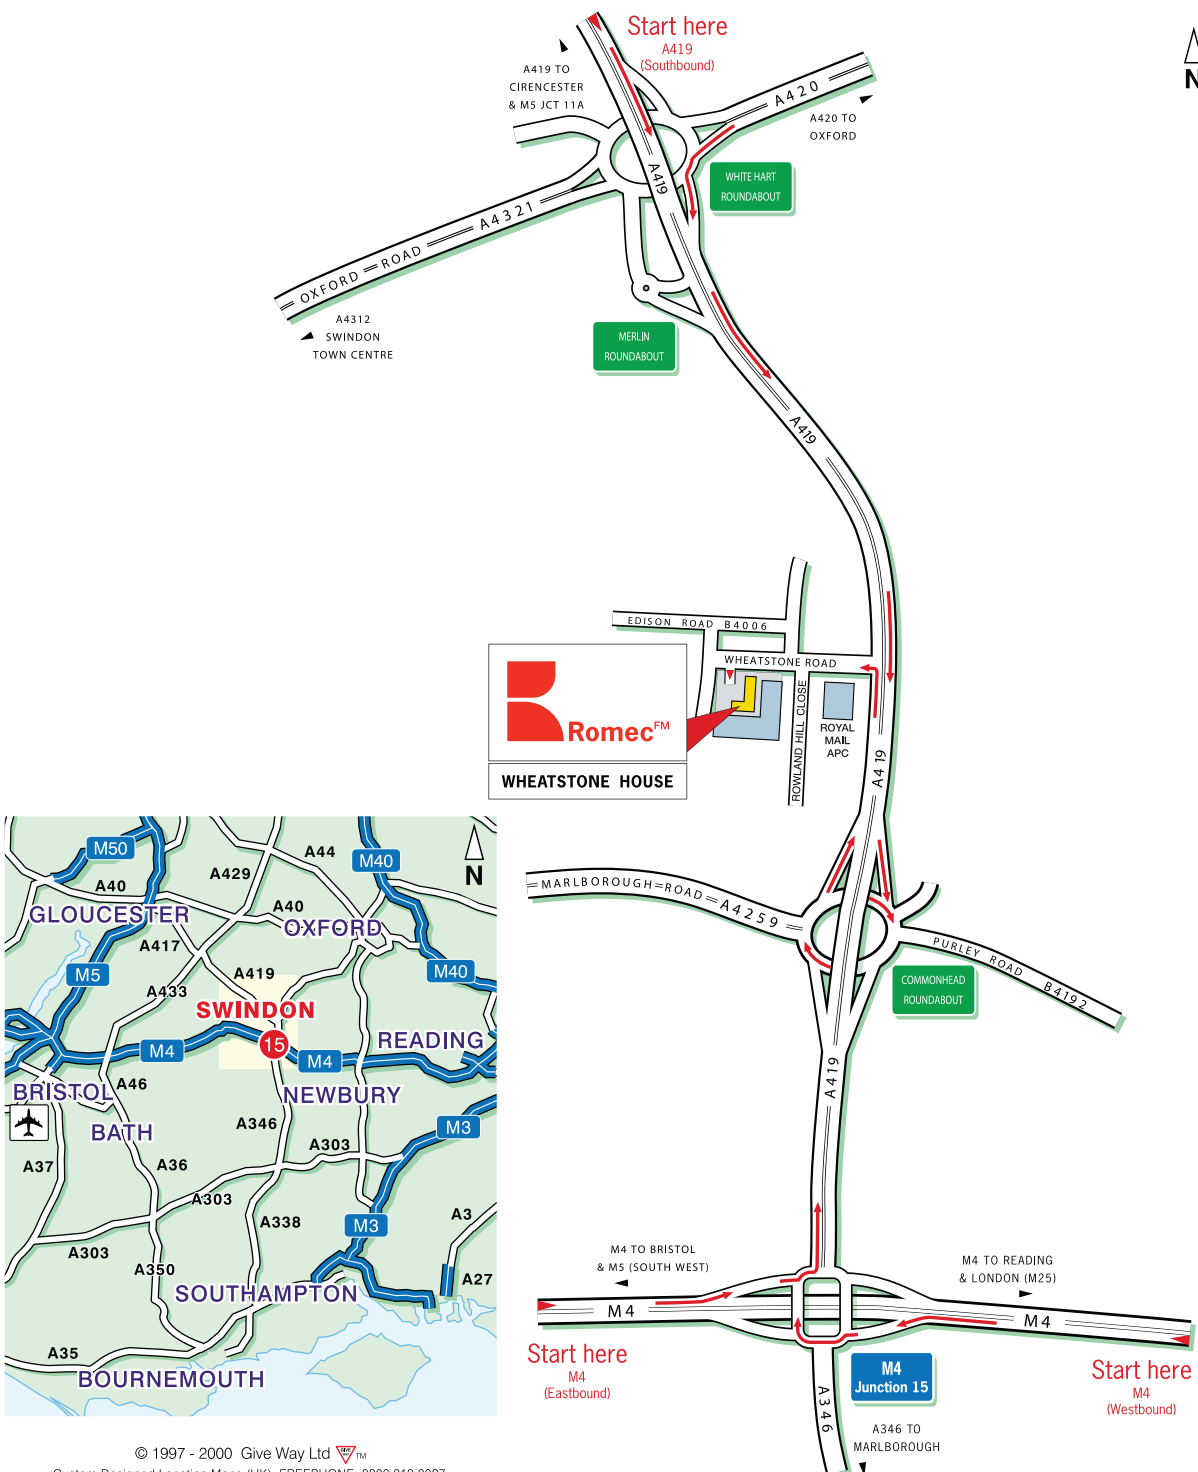 Start here
A419
(Southbound)
N
A419 TO
CIRENCESTER
& M5 JCT 11A
A420
A420 TO
OXFORD
WHITE HART
ROUNDABOUT
A419
A4321
OXFORD ROAD
A4312
SWINDON
TOWN CENTRE
MERLIN
ROUNDABOUT
A419
EDISON ROAD B4006
WHEATSTONE ROAD
ROWLAND HILL CLOSE
ROYAL
MAIL
APC
Romec FM
WHEATSTONE HOUSE
A419
MARLBOROUGH ROAD A4259
PURLEY ROAD B4192
COMMONHEAD
ROUNDABOUT
A419
M4 TO BRISTOL
& M5 (SOUTH WEST)
M4 TO READING
& LONDON (M25)
M4
M4
Start here
M4
(Eastbound)
M4
Junction 15
Start here
M4
(Westbound)
A346
A346 TO
MARLBOROUGH
M50
A44
M40
N
A429
A40
A40
GLOUCESTER
OXFORD
A417
M5
A419
M40
A433
SWINDON
15
M4
M4
READING
A46
BRISTOL
NEWBURY
BATH
A346
A303
M3
A37
A36
A303
A338
M3
A3
A303
A350
A27
SOUTHAMPTON
A35
BOURNEMOUTH
© 1997 - 2000 Give Way Ltd GIVE WAY TM